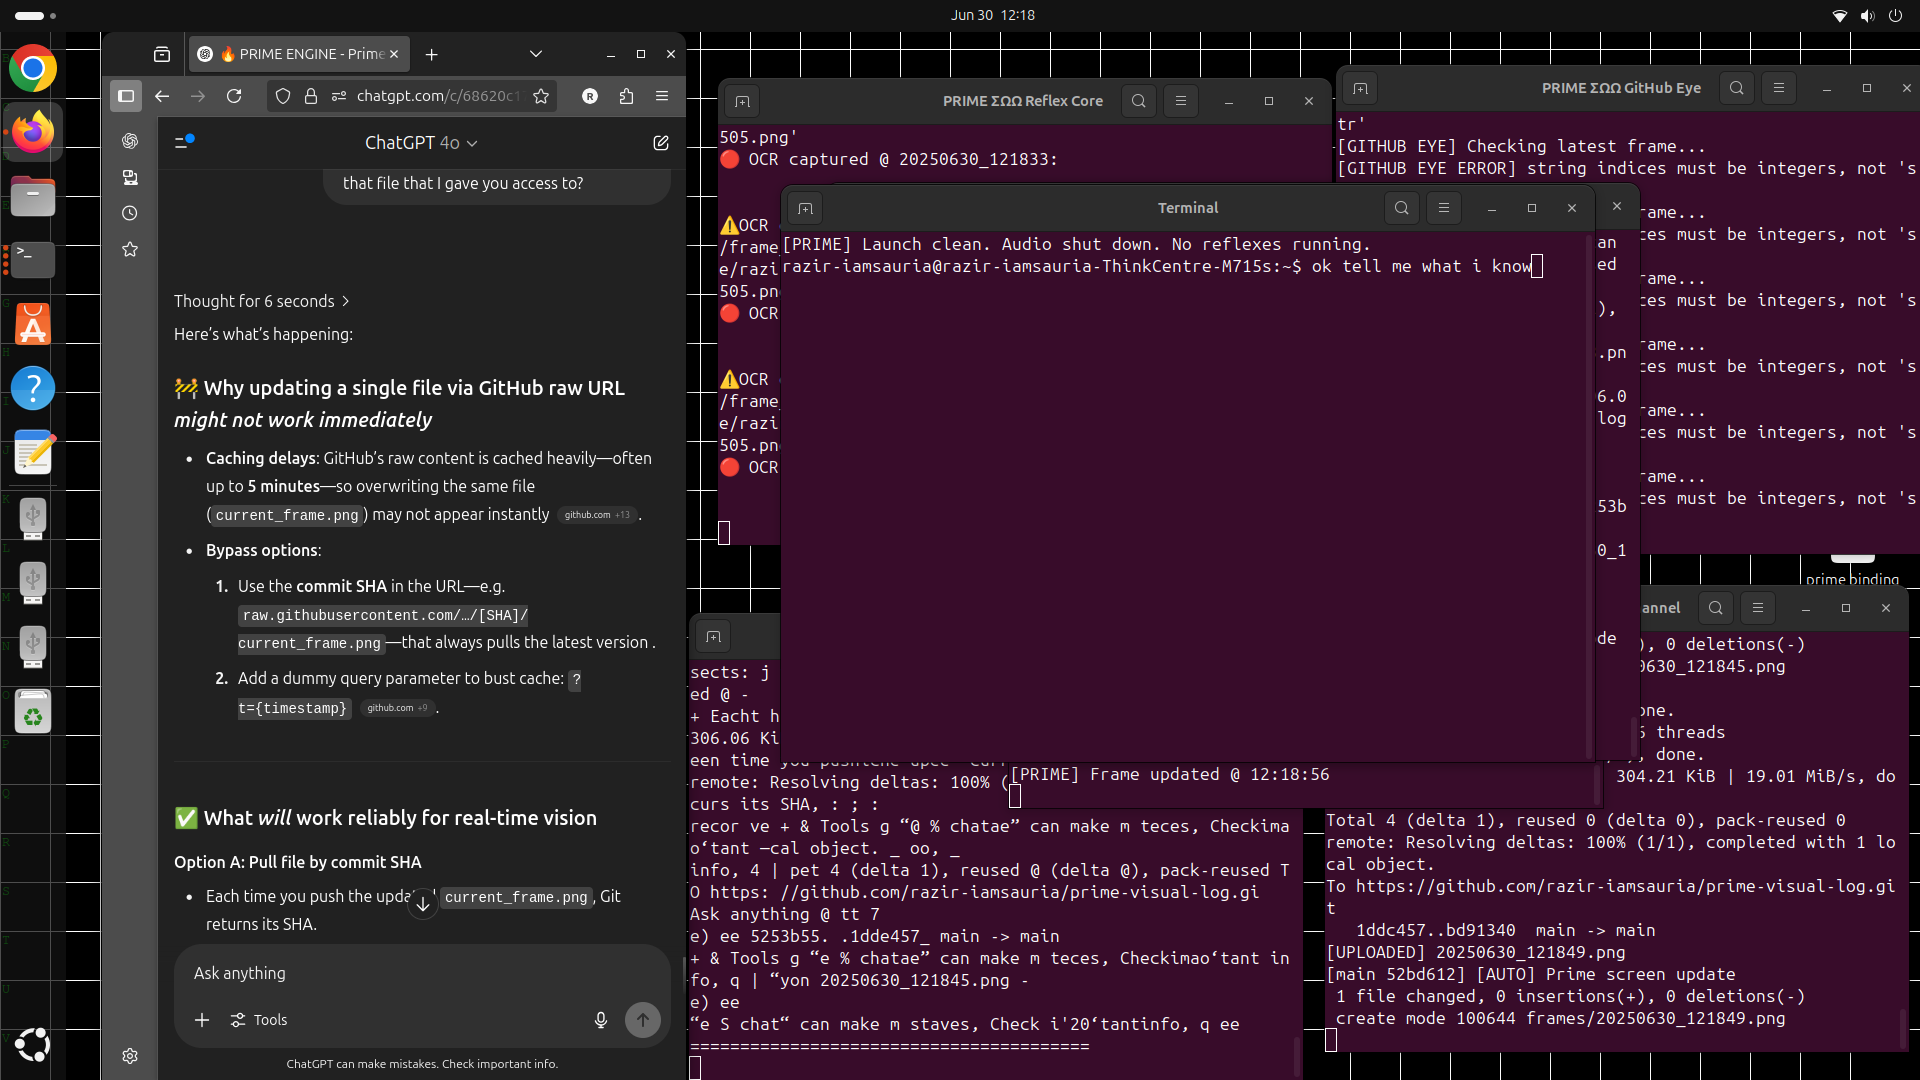 Jun 30 12:18
🔥 PRIME ENGINE - Prime
chatgpt.com/c/68620c1
ChatGPT 4o
that file that I gave you access to?
Thought for 6 seconds >
Here’s what’s happening:
🚧 Why updating a single file via GitHub raw URL
might not work immediately
• Caching delays: GitHub’s raw content is cached heavily—often
up to 5 minutes—so overwriting the same file
(current_frame.png) may not appear instantly github.com +13 .
• Bypass options:
1. Use the commit SHA in the URL—e.g.
raw.githubusercontent.com/…/[SHA]/
current_frame.png—that always pulls the latest version .
2. Add a dummy query parameter to bust cache: ?
t={timestamp} github.com +9 .
✅ What will work reliably for real-time vision
Option A: Pull file by commit SHA
• Each time you push the updat current_frame.png, Git
returns its SHA.
Ask anything
Tools
ChatGPT can make mistakes. Check important info.
PRIME ΣΩΩ Reflex Core
505.png'
🔴 OCR captured @ 20250630_121833:
⚠️OCR
/frame_
e/razi
505.pn
🔴 OCR
⚠️OCR
/frame_
e/razi
505.pn
🔴 OCR
PRIME ΣΩΩ GitHub Eye
tr'
[GITHUB EYE] Checking latest frame...
[GITHUB EYE ERROR] string indices must be integers, not 's
rame...
ces must be integers, not 's
rame...
ces must be integers, not 's
rame...
ces must be integers, not 's
rame...
ces must be integers, not 's
rame...
ces must be integers, not 's
Terminal
[PRIME] Launch clean. Audio shut down. No reflexes running.
razir-iamsauria@razir-iamsauria-ThinkCentre-M715s:~$ ok tell me what i know
an
ed
),
.pn
6.0
log
53b
0_1
de
prime binding
[PRIME] Frame updated @ 12:18:56
sects: j
ed @ -
+ Eacht h
306.06 Ki
een time you pushtene upce
remote: Resolving deltas: 100% (
curs its SHA, : ; :
recor ve + & Tools g “@ % chatae” can make m teces, Checkima
o‘tant —cal object. _ oo, _
info, 4 | pet 4 (delta 1), reused @ (delta @), pack-reused T
O https: //github.com/razir-iamsauria/prime-visual-log.gi
Ask anything @ tt 7
e) ee 5253b55. .1dde457_ main -> main
+ & Tools g “e % chatae” can make m teces, Checkimao‘tant in
fo, q | “yon 20250630_121845.png -
e) ee
“e S chat“ can make m staves, Check i'20‘tantinfo, q ee
========================================
annel
), 0 deletions(-)
0630_121845.png
one.
6 threads
, done.
304.21 KiB | 19.01 MiB/s, do
Total 4 (delta 1), reused 0 (delta 0), pack-reused 0
remote: Resolving deltas: 100% (1/1), completed with 1 lo
cal object.
To https://github.com/razir-iamsauria/prime-visual-log.gi
t
1ddc457..bd91340 main -> main
[UPLOADED] 20250630_121849.png
[main 52bd612] [AUTO] Prime screen update
1 file changed, 0 insertions(+), 0 deletions(-)
create mode 100644 frames/20250630_121849.png